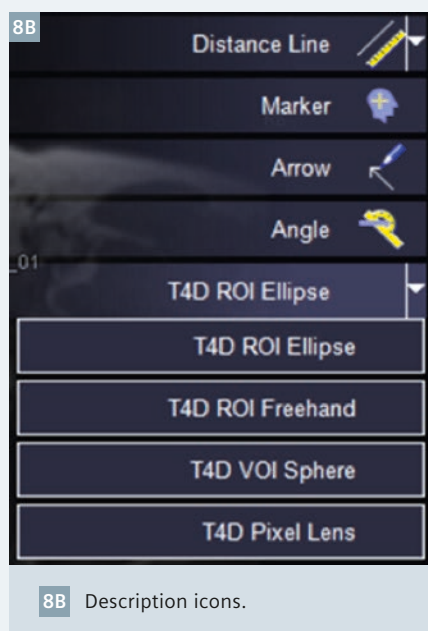 8B
Distance Line
Marker
Arrow
Angle
_01
T4D ROI Ellipse
T4D ROI Ellipse
T4D ROI Freehand
T4D VOI Sphere
T4D Pixel Lens
8B Description icons.